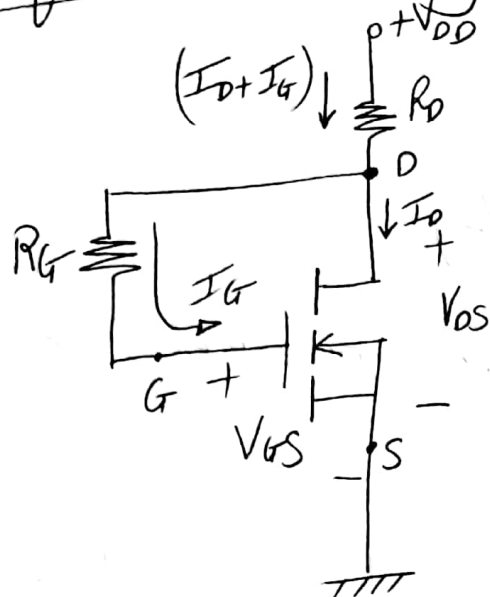 +VDD
(ID+IG)
RD
D
ID
+
RG
IG
VDS
G
+
VGS
−
S
−